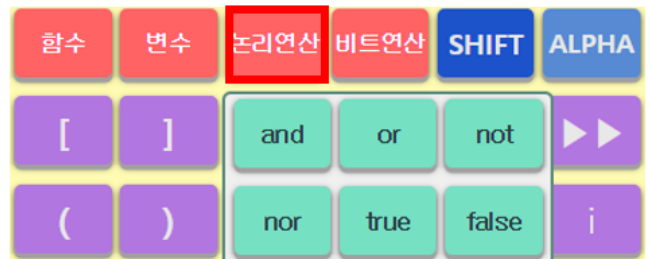 함수 변수 논리연산 비트연산 SHIFT ALPHA
[ ] and or not ▶▶
( ) nor true false i